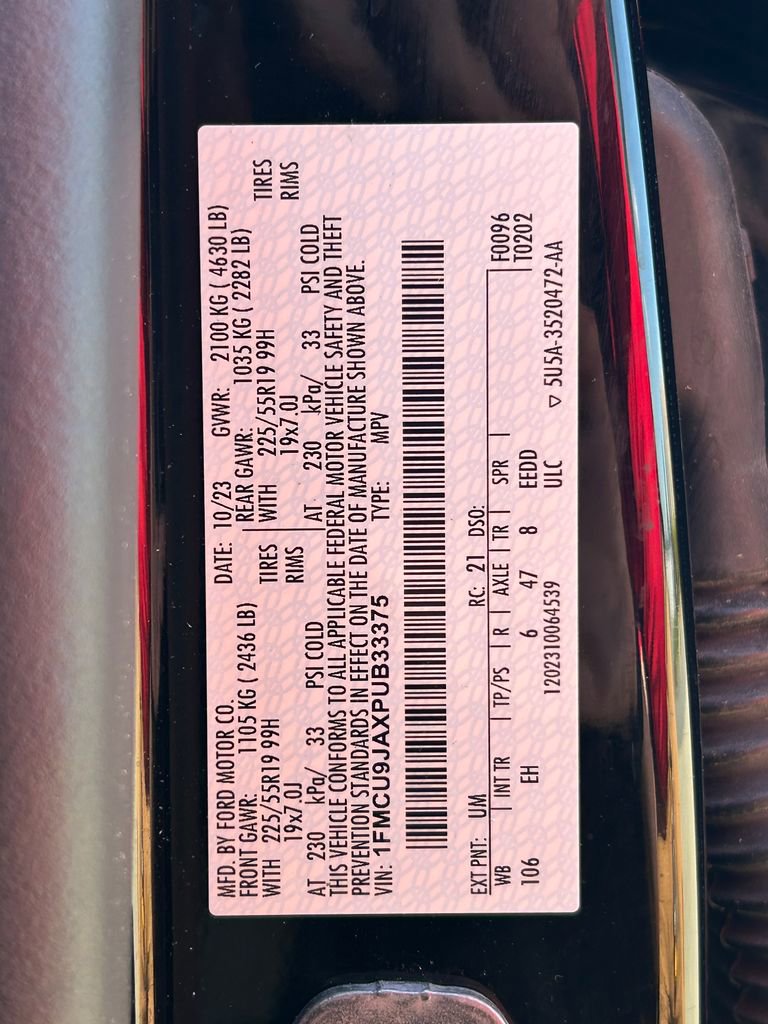 MFD. BY FORD MOTOR CO. DATE: 10/23 GVWR: 2100 KG ( 4630 LB)
FRONT GAWR: 1105 KG ( 2436 LB) REAR GAWR: 1035 KG ( 2282 LB)
WITH 225/55R19 99H TIRES WITH 225/55R19 99H TIRES
19x7.0J RIMS 19x7.0J RIMS
AT 230 kPa/ 33 PSI COLD AT 230 kPa/ 33 PSI COLD
THIS VEHICLE CONFORMS TO ALL APPLICABLE FEDERAL MOTOR VEHICLE SAFETY AND THEFT
PREVENTION STANDARDS IN EFFECT ON THE DATE OF MANUFACTURE SHOWN ABOVE.
VIN: 1FMCU9JAXPUB33375 TYPE: MPV
EXT PNT: UM RC: 21 DSO: F0096
WB | INT TR | TP/PS | R | AXLE | TR | SPR | T0202
106 EH 6 47 8 EEDD
1202310064539 ULC ▽ 5U5A-3520472-AA